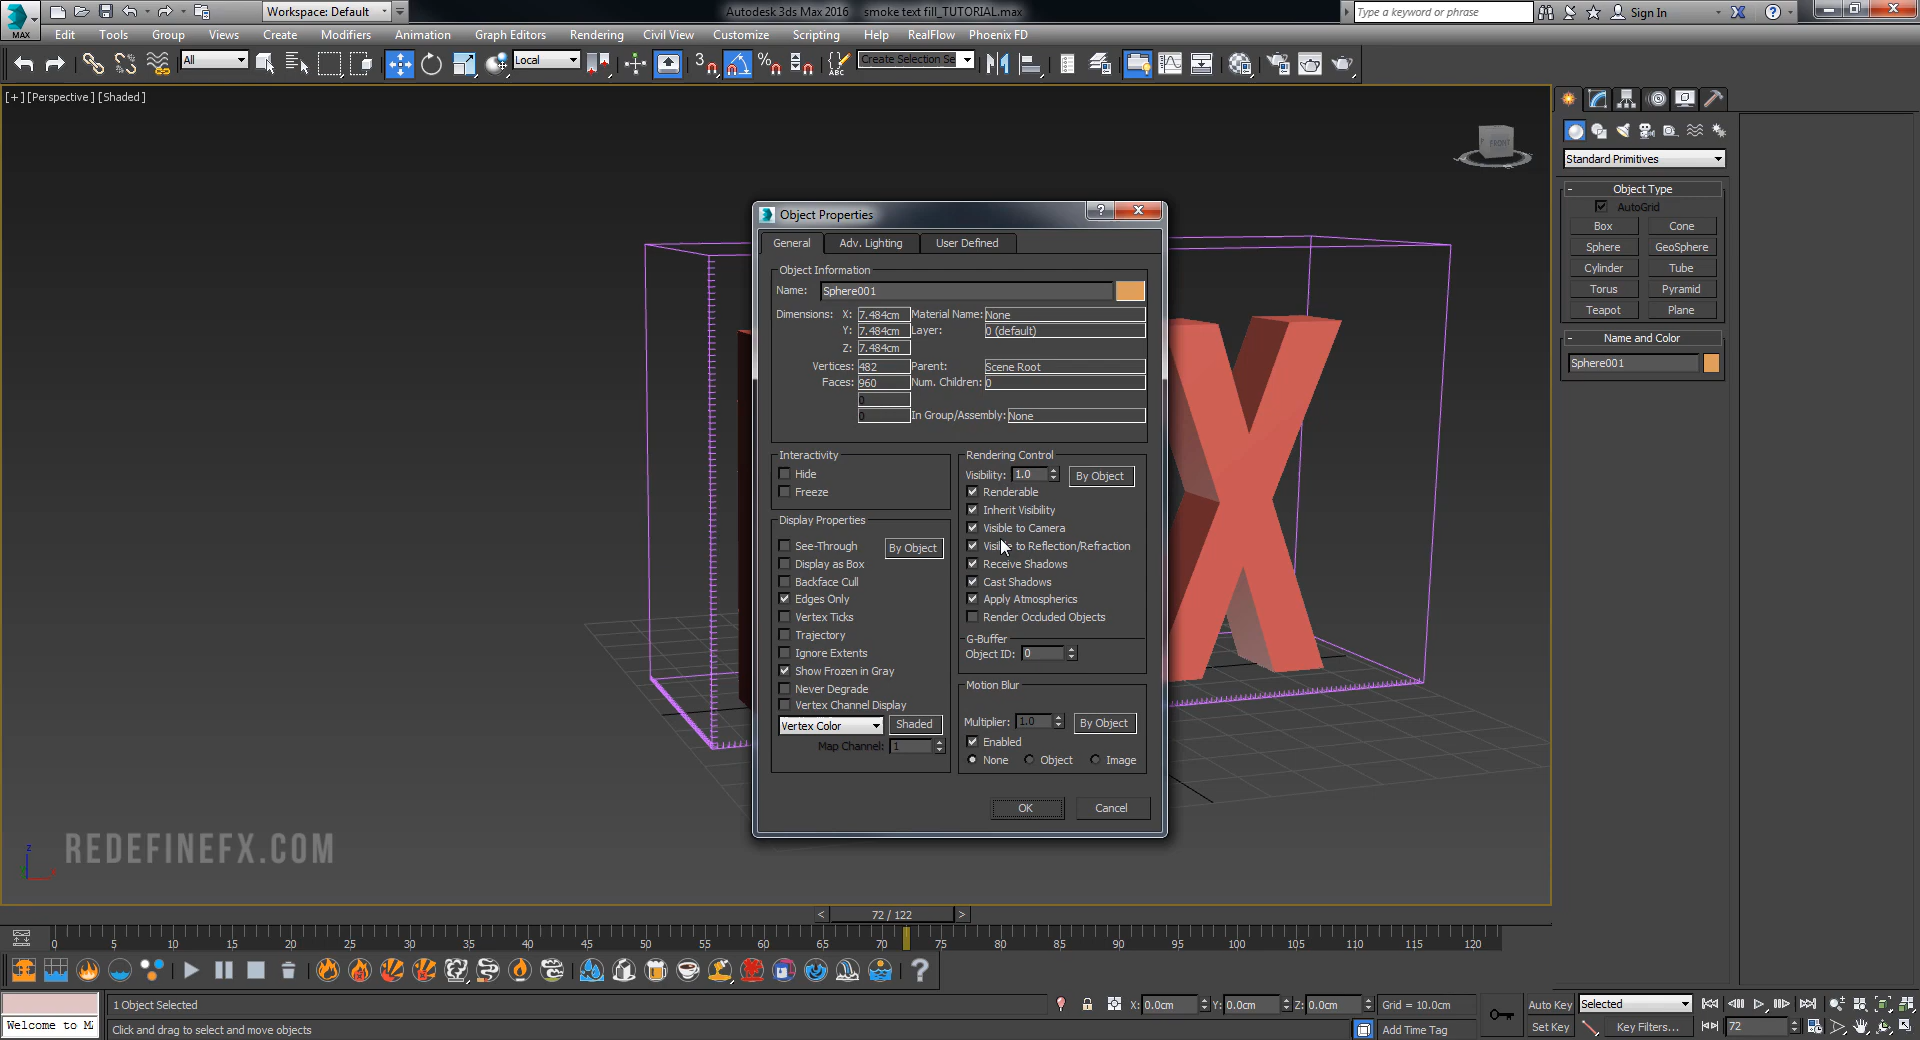 MAX
Workspace: Default
Autodesk 3ds Max 2016 smoke text fill_TUTORIAL.max
Type a keyword or phrase
Sign In
Edit Tools Group Views Create Modifiers Animation Graph Editors Rendering Civil View Customize Scripting Help RealFlow Phoenix FD
All
Local
3
%
ABC
Create Selection Se
[+] [Perspective] [Shaded]
FRONT
Standard Primitives
- Object Type
AutoGrid
Box Cone
Sphere GeoSphere
Cylinder Tube
Torus Pyramid
Teapot Plane
- Name and Color
Sphere001
Object Properties
General Adv. Lighting User Defined
Object Information
Name: Sphere001
Dimensions: X: 7.484cm Material Name: None
Y: 7.484cm Layer: 0 (default)
Z: 7.484cm
Vertices: 482 Parent: Scene Root
Faces: 960 Num. Children: 0
0
0 In Group/Assembly: None
Interactivity
Hide
Freeze
Display Properties
See-Through By Object
Display as Box
Backface Cull
Edges Only
Vertex Ticks
Trajectory
Ignore Extents
Show Frozen in Gray
Never Degrade
Vertex Channel Display
Vertex Color Shaded
Map Channel: 1
Rendering Control
Visibility: 1.0 By Object
Renderable
Inherit Visibility
Visible to Camera
Visible to Reflection/Refraction
Receive Shadows
Cast Shadows
Apply Atmospherics
Render Occluded Objects
G-Buffer
Object ID: 0
Motion Blur
Multiplier: 1.0 By Object
Enabled
None Object Image
OK Cancel
X
z
REDEFINEFX.COM
< 72 / 122 >
0 5 10 15 20 25 30 35 40 45 50 55 60 65 70 75 80 85 90 95 100 105 110 115 120
1 Object Selected
X: 0.0cm Y: 0.0cm Z: 0.0cm Grid = 10.0cm
Auto Key Selected
Welcome to M
Click and drag to select and move objects
Add Time Tag
Set Key Key Filters... 72